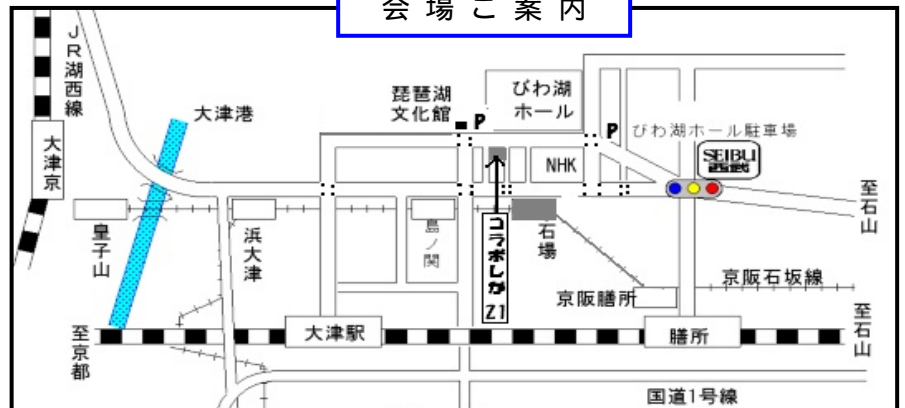 会場ご案内
JR湖西線
大津港
琵琶湖
文化館
P
びわ湖
ホール
P
びわ湖ホール駐車場
大津京
NHK
SEIBU
西武
至石山
皇子山
浜大津
島ノ関
コラボしが
21
石場
京阪膳所
京阪石坂線
至京都
大津駅
膳所
至石山
国道1号線